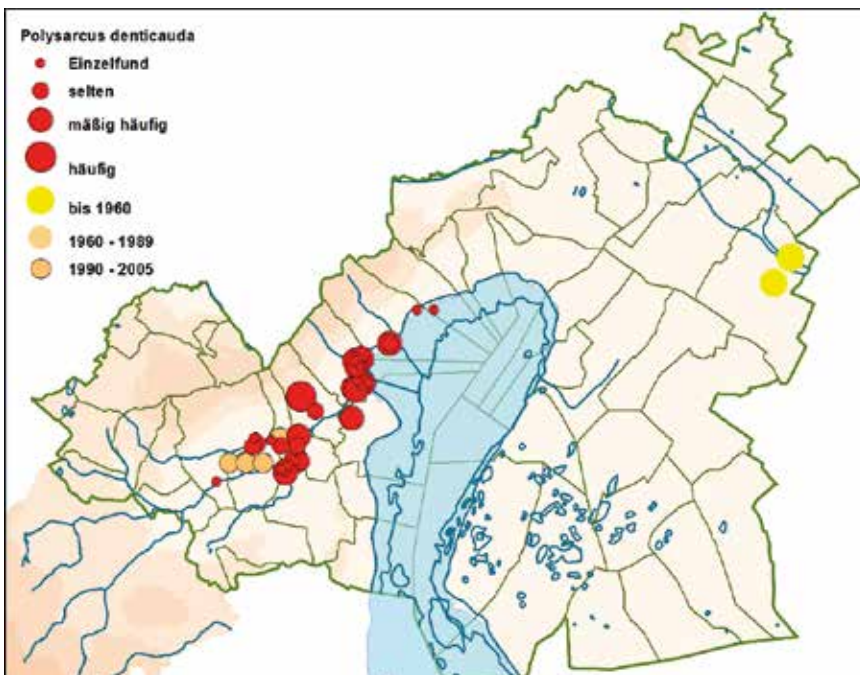 Polysarcus denticauda
Einzelfund
selten
mäßig häufig
häufig
bis 1960
1960 - 1989
1990 - 2005